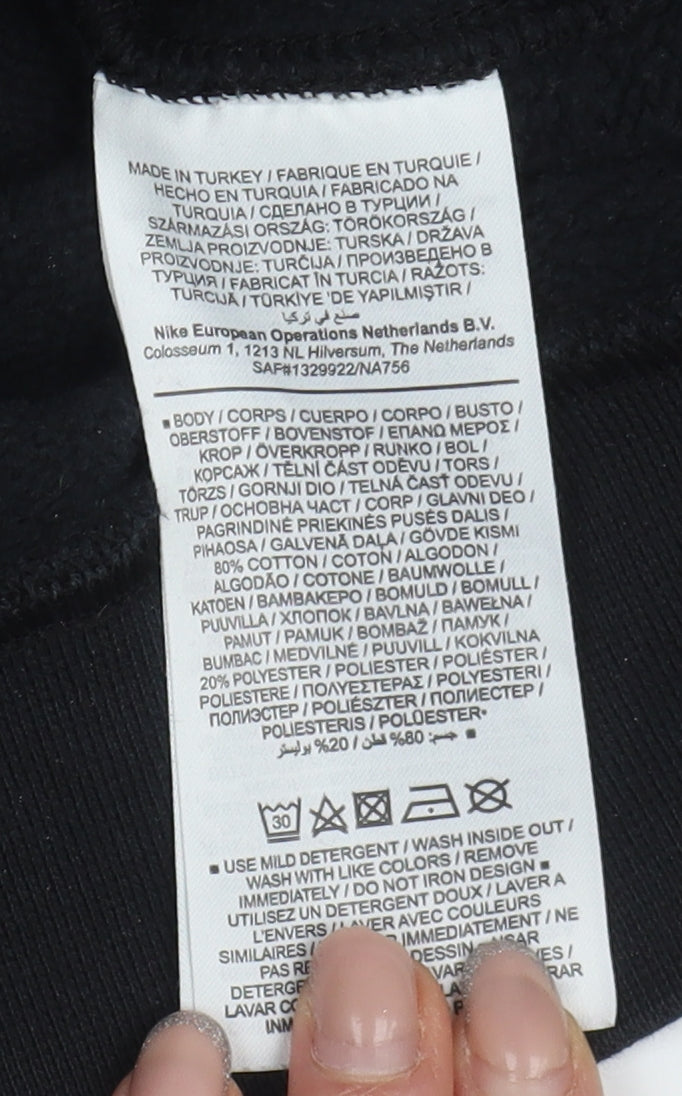 MADE IN TURKEY / FABRIQUE EN TURQUIE /
HECHO EN TURQUIA / FABRICADO NA
TURQUIA / СДЕЛАНО В ТУРЦИИ /
SZÁRMAZÁSI ORSZÁG: TÖRÖKORSZÁG /
ZEMLJA PROIZVODNJE: TURSKA / DRŽAVA
PROIZVODNJE: TURČIJA / ПРОИЗВЕДЕНО В
ТУРЦИЯ / FABRICAT ÎN TURCIA / RAŽOTS:
TURCIJĀ / TÜRKİYE 'DE YAPILMIŞTIR /
صنع في تركيا
Nike European Operations Netherlands B.V.
Colosseum 1, 1213 NL Hilversum, The Netherlands
SAP#1329922/NA756
■ BODY / CORPS / CUERPO / CORPO / BUSTO /
OBERSTOFF / BOVENSTOF / ΕΠΑΝΩ ΜΕΡΟΣ /
KROP / ÖVERKROPP / RUNKO / BOL /
КОРСАЖ / TĚLNÍ ČÁST ODĚVU / TORS /
TÖRZS / GORNJI DIO / TELNÁ ČASŤ ODEVU /
TRUP / ОСНОВНА ЧАСТ / CORP / GLAVNI DEO /
PAGRINDINĖ PRIEKINĖS PUSĖS DALIS /
PIHAOSA / GALVENĀ DAĻA / GÖVDE KISMI
80% COTTON / COTON / ALGODON /
ALGODÃO / COTONE / BAUMWOLLE /
KATOEN / ΒΑΜΒΑΚΕΡΟ / BOMULD / BOMULL /
PUUVILLA / ХЛОПОК / BAVLNA / BAWEŁNA /
PAMUT / PAMUK / BOMBAŽ / ПАМУК /
BUMBAC / MEDVILNĖ / PUUVILL / KOKVILNA
20% POLYESTER / POLIESTER / POLIÉSTER /
POLIESTERE / ΠΟΛΥΕΣΤΕΡΑΣ / POLYESTERI /
ПОЛИЭСТЕР / POLIÉSZTER / ПОЛИЕСТЕР /
POLIESTERIS / POLÜESTER*
جسم: 80% قطن / 20% بوليستر ■
30
■ USE MILD DETERGENT / WASH INSIDE OUT /
WASH WITH LIKE COLORS / REMOVE
IMMEDIATELY / DO NOT IRON DESIGN ■
UTILISEZ UN DETERGENT DOUX / LAVER A
L'ENVERS / LAVER AVEC COULEURS
SIMILAIRES / IMMEDIATEMENT / NE
PAS DESSIN
LAVAR